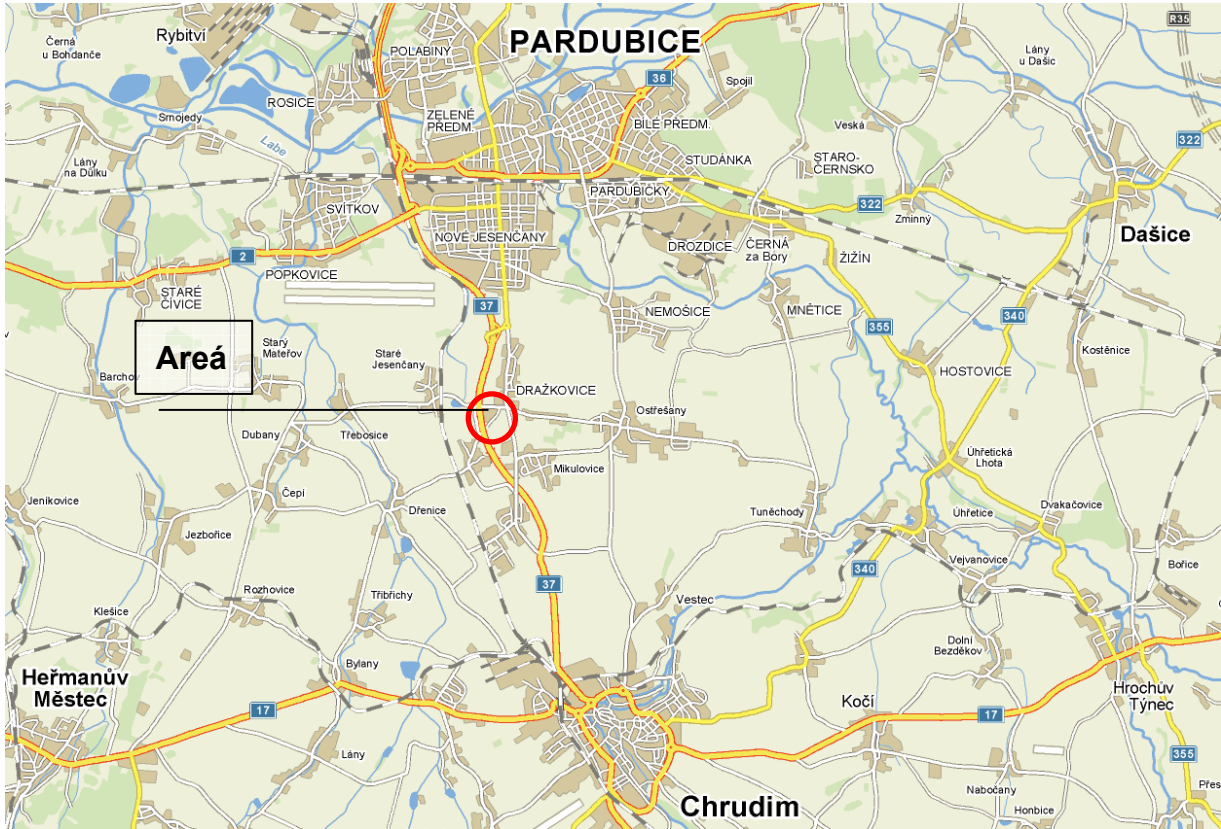 Černá
u Bohdanče
Rybitví
POLABINY
PARDUBICE
R35
Lány
u Dašic
36
Spojil
ROSICE
Smojedy
ZELENÉ
PŘEDM.
BÍLÉ PŘEDM.
Veská
322
Labe
Lány
na Důlku
STUDÁNKA
STARO-
ČERNSKO
PARDUBIČKY
SVÍTKOV
322
Zminný
Dašice
NOVÉ JESENČANY
DROZDICE
ČERNÁ
za Bory
ŽIŽÍN
2
POPKOVICE
STARÉ
ČÍVICE
37
NEMOŠICE
MNĚTICE
355
340
Areá
Starý
Mateřov
Staré
Jesenčany
Kostěnice
Barchov
HOSTOVICE
DRAŽKOVICE
Ostřešany
Dubany
Třebosice
Mikulovice
Úhřetická
Lhota
Jeníkovice
Čepí
Dřenice
Tuněchody
Úhřetice
Dvakačovice
Jezbořice
Vejvanovice
Bořice
340
37
Rozhovice
Třibřichy
Vestec
Klešice
Dolní
Bezděkov
Bylany
Heřmanův
Městec
Kočí
Hrochův
Týnec
17
17
Lány
355
Nabočany
Přes
Chrudim
Honbice